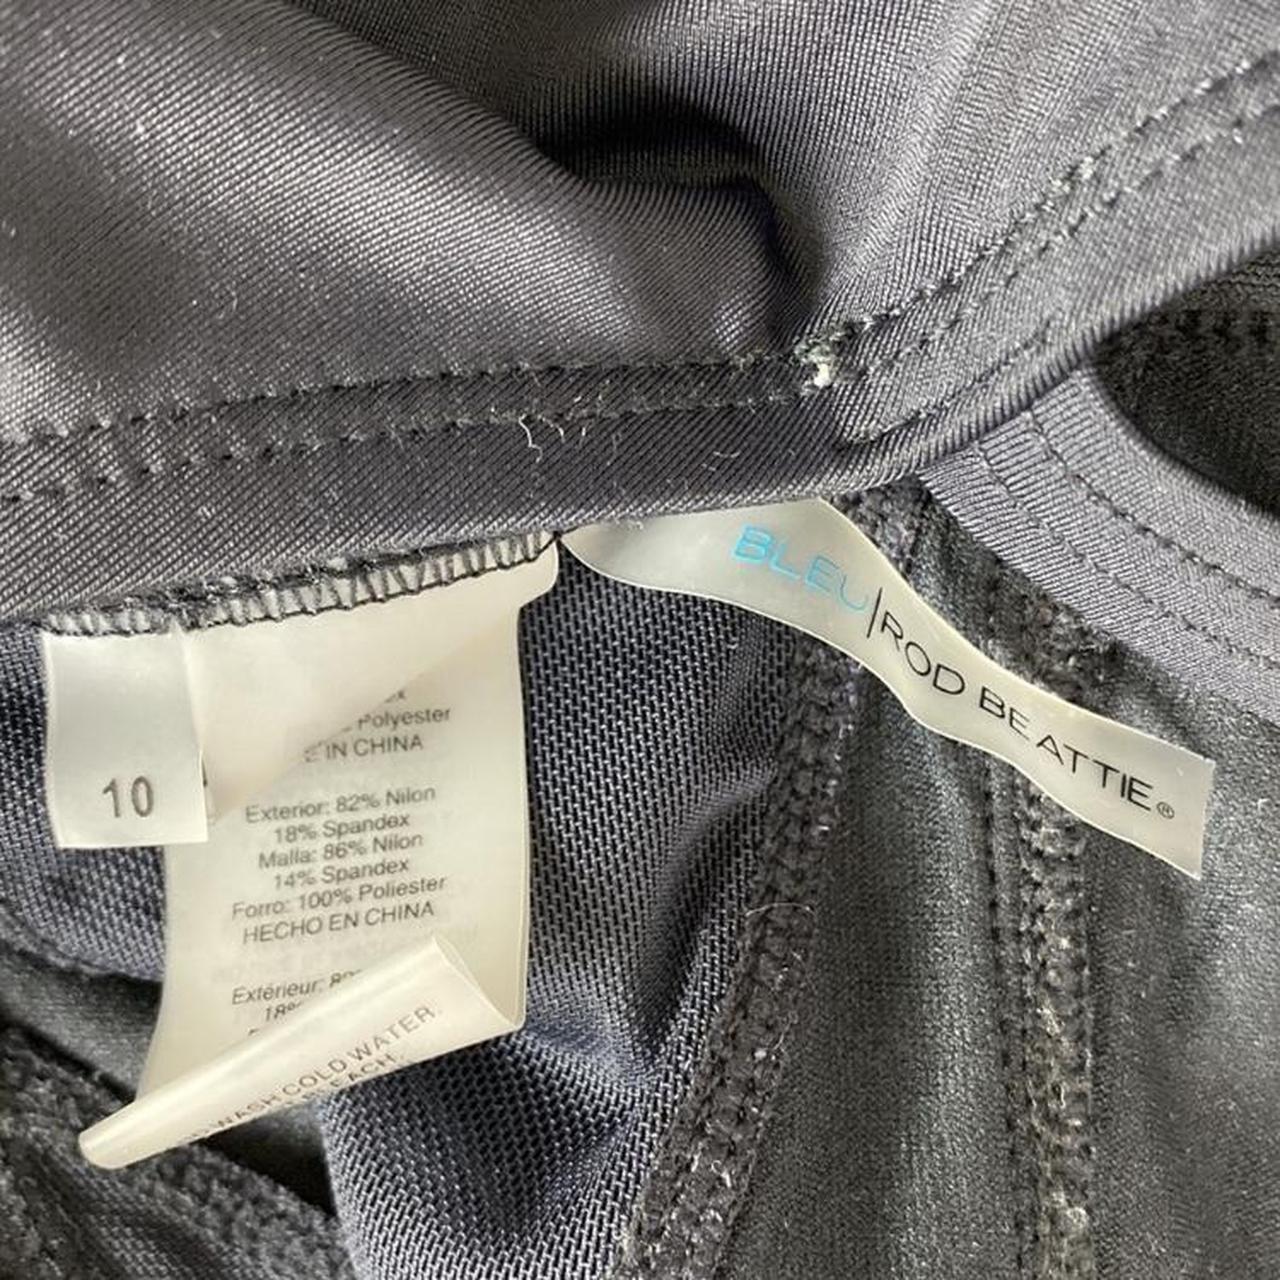 BLEU|ROD BEATTIE®
10
Polyester
IN CHINA
Exterior: 82% Nilon
18% Spandex
Malla: 86% Nilon
14% Spandex
Forro: 100% Poliester
HECHO EN CHINA
Extérieur:
18%
WASH COLD WATER.